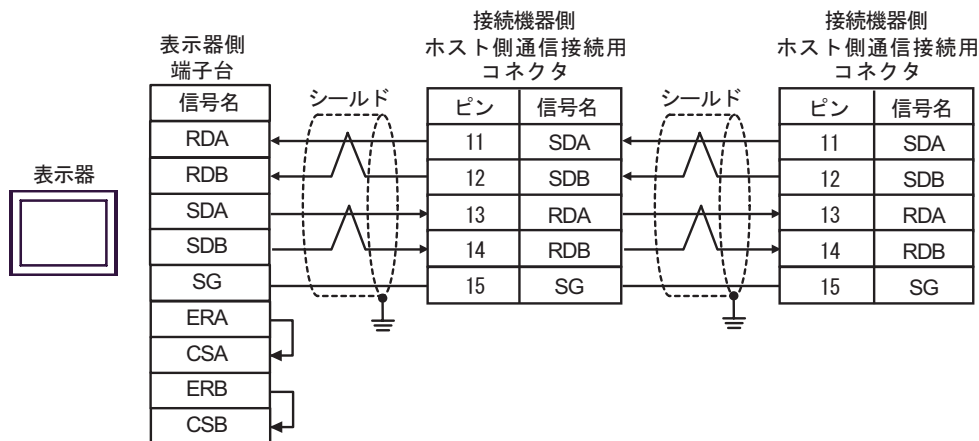 接続機器側
ホスト側通信接続用
コネクタ
接続機器側
ホスト側通信接続用
コネクタ
表示器側
端子台
信号名
シールド
ピン
信号名
シールド
ピン
信号名
RDA
11
SDA
11
SDA
表示器
RDB
12
SDB
12
SDB
SDA
13
RDA
13
RDA
SDB
14
RDB
14
RDB
SG
15
SG
15
SG
ERA
CSA
ERB
CSB